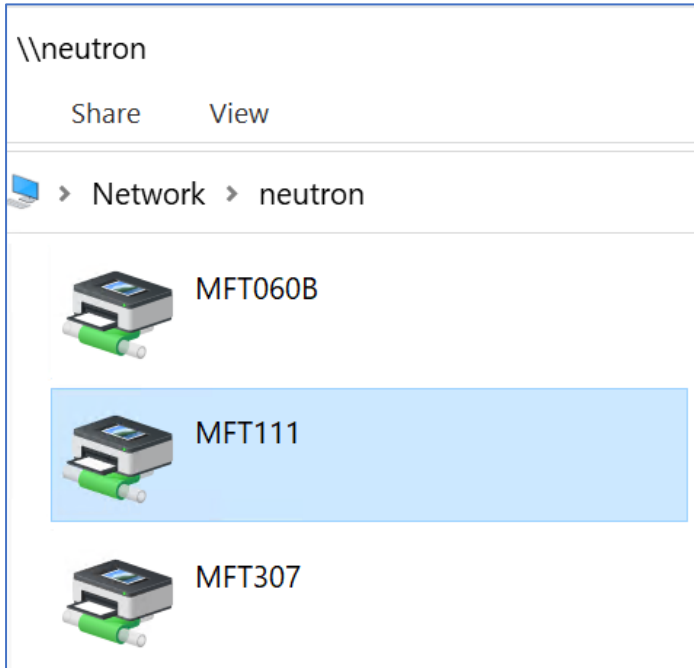 \\neutron
Share View
Network > neutron
MFT060B
MFT111
MFT307